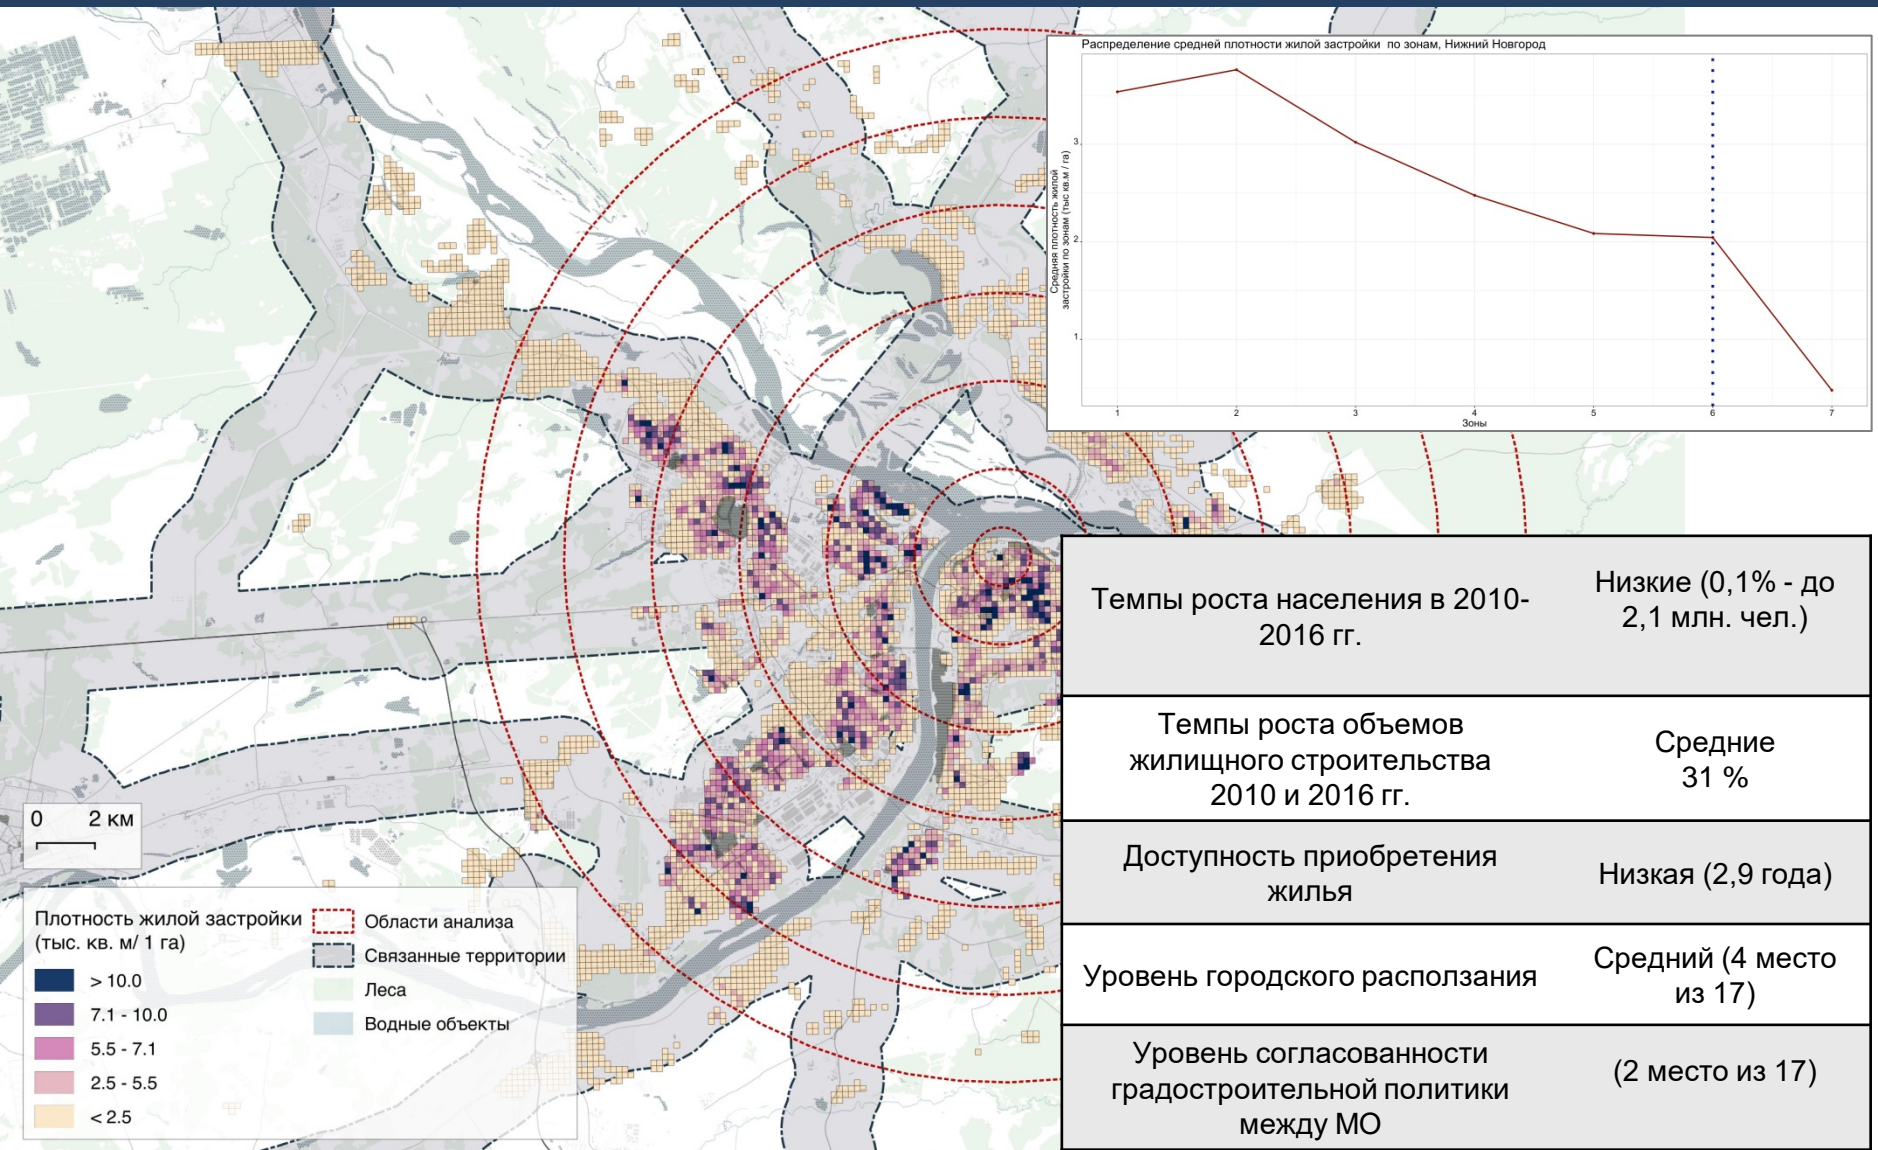 Распределение средней плотности жилой застройки по зонам, Нижний Новгород
Средняя плотность жилой
застройки по зонам (тыс кв.м / га)
3
2
1
1 2 3 4 5 6 7
Зоны
Темпы роста населения в 2010-
2016 гг.
Низкие (0,1% - до
2,1 млн. чел.)
Темпы роста объемов
жилищного строительства
2010 и 2016 гг.
Средние
31 %
Доступность приобретения
жилья
Низкая (2,9 года)
Уровень городского расползания
Средний (4 место
из 17)
Уровень согласованности
градостроительной политики
между МО
(2 место из 17)
0 2 км
Плотность жилой застройки
(тыс. кв. м/ 1 га)
> 10.0
7.1 - 10.0
5.5 - 7.1
2.5 - 5.5
< 2.5
Области анализа
Связанные территории
Леса
Водные объекты